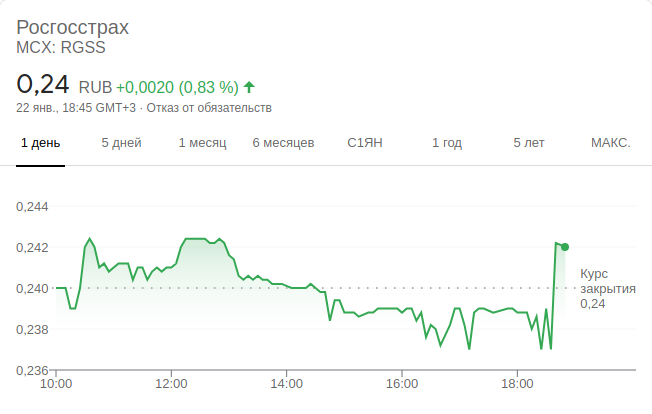 Росгосстрах
MCX: RGSS
0,24 RUB +0,0020 (0,83 %)
22 янв., 18:45 GMT+3 · Отказ от обязательств
1 день 5 дней 1 месяц 6 месяцев С1ЯН 1 год 5 лет МАКС.
0,244
0,242
0,240
0,238
0,236
Курс
закрытия
0,24
10:00 12:00 14:00 16:00 18:00